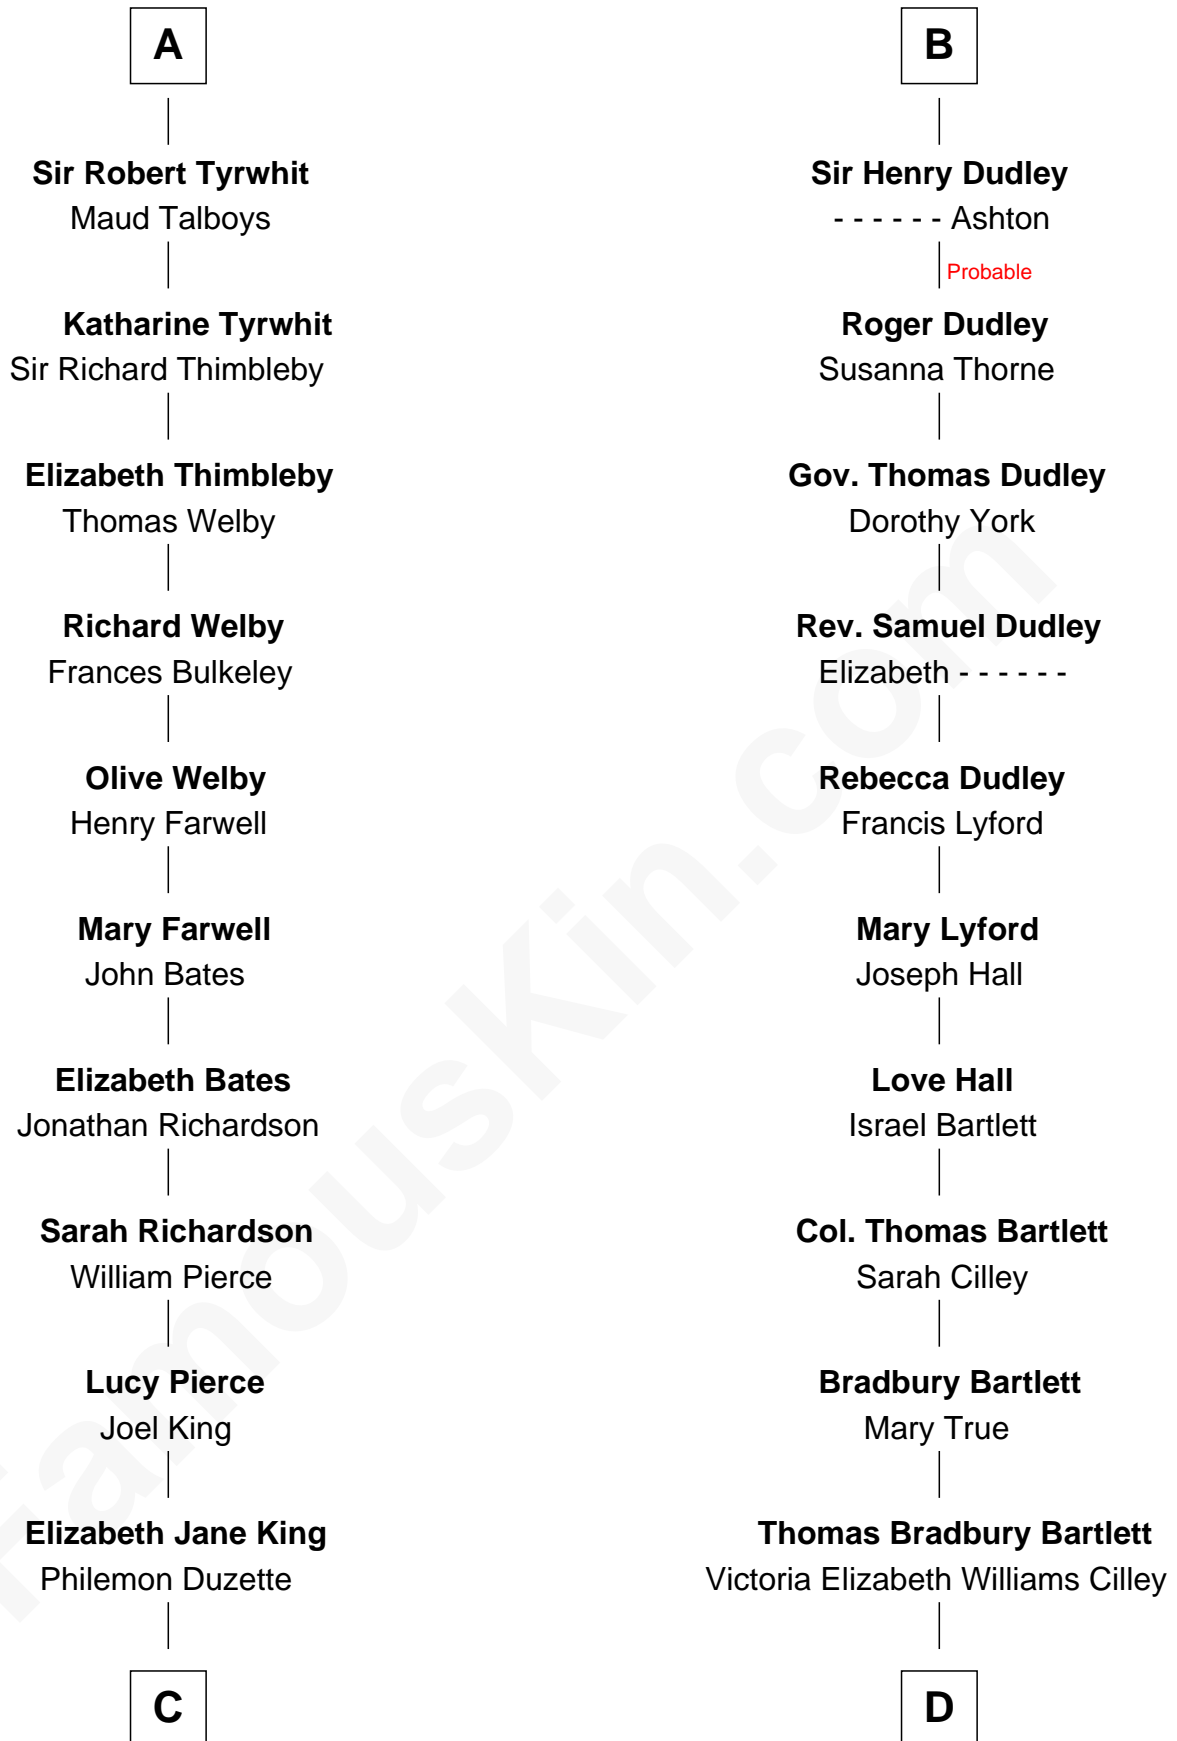 A
Sir Robert Tyrwhit
Maud Talboys
Katharine Tyrwhit
Sir Richard Thimbleby
Elizabeth Thimbleby
Thomas Welby
Richard Welby
Frances Bulkeley
Olive Welby
Henry Farwell
Mary Farwell
John Bates
Elizabeth Bates
Jonathan Richardson
Sarah Richardson
William Pierce
Lucy Pierce
Joel King
Elizabeth Jane King
Philemon Duzette
C
B
Sir Henry Dudley
- - - - - - Ashton
Probable
Roger Dudley
Susanna Thorne
Gov. Thomas Dudley
Dorothy York
Rev. Samuel Dudley
Elizabeth - - - - - -
Rebecca Dudley
Francis Lyford
Mary Lyford
Joseph Hall
Love Hall
Israel Bartlett
Col. Thomas Bartlett
Sarah Cilley
Bradbury Bartlett
Mary True
Thomas Bradbury Bartlett
Victoria Elizabeth Williams Cilley
D
FamousKin.com